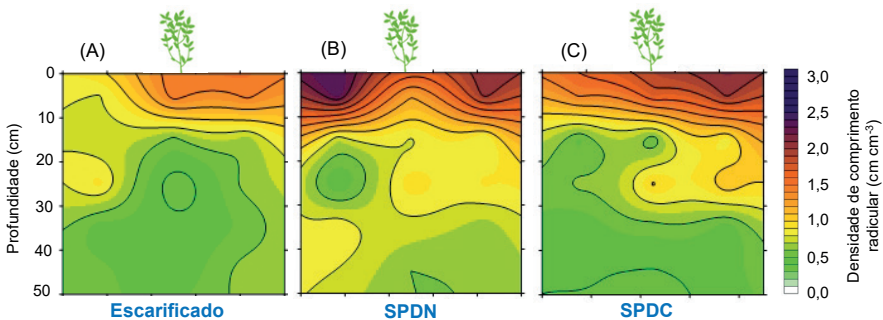 (A)
(B)
(C)
Profundidade (cm)
0
10
20
30
40
50
Escarificado
SPDN
SPDC
3,0
2,5
2,0
1,5
1,0
0,5
0,0
Densidade de comprimento
radicular (cm cm⁻³)